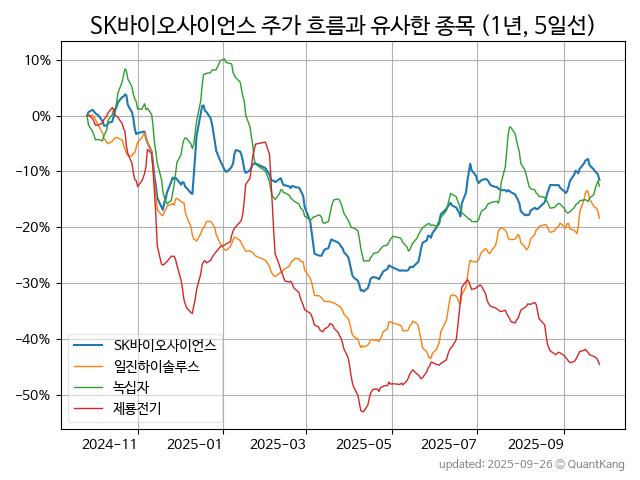 SK바이오사이언스 주가 흐름과 유사한 종목 (1년, 5일선)
10%
0%
−10%
−20%
−30%
−40%
−50%
SK바이오사이언스
일진하이솔루스
녹십자
제룡전기
2024−11
2025−01
2025−03
2025−05
2025−07
2025−09
updated: 2025-09-26 © QuantKang